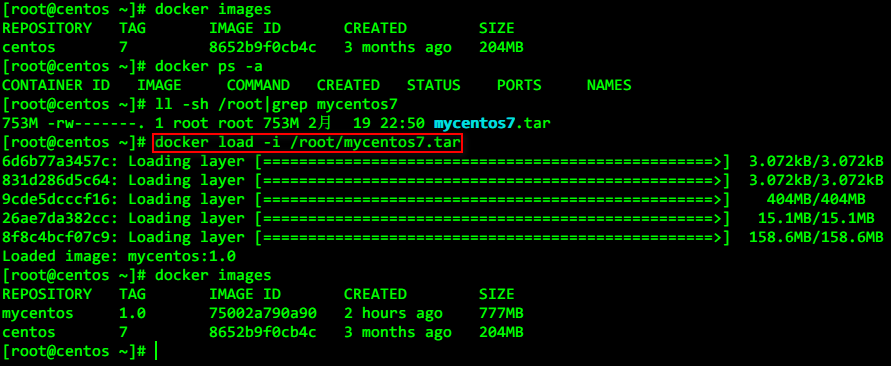 [root@centos ~]# docker images
REPOSITORY   TAG        IMAGE ID       CREATED         SIZE
centos       7          8652b9f0cb4c   3 months ago    204MB
[root@centos ~]# docker ps -a
CONTAINER ID   IMAGE     COMMAND   CREATED   STATUS    PORTS     NAMES
[root@centos ~]# ll -sh /root|grep mycentos7
753M -rw-------. 1 root root 753M 2月  19 22:50 mycentos7.tar
[root@centos ~]# docker load -i /root/mycentos7.tar
6d6b77a3457c: Loading layer [==================================================>]  3.072kB/3.072kB
831d286d5c64: Loading layer [==================================================>]  3.072kB/3.072kB
9cde5dcccf16: Loading layer [==================================================>]    404MB/404MB
26ae7da382cc: Loading layer [==================================================>]   15.1MB/15.1MB
8f8c4bcf07c9: Loading layer [==================================================>]  158.6MB/158.6MB
Loaded image: mycentos:1.0
[root@centos ~]# docker images
REPOSITORY   TAG        IMAGE ID       CREATED         SIZE
mycentos     1.0        75002a790a90   2 hours ago     777MB
centos       7          8652b9f0cb4c   3 months ago    204MB
[root@centos ~]#